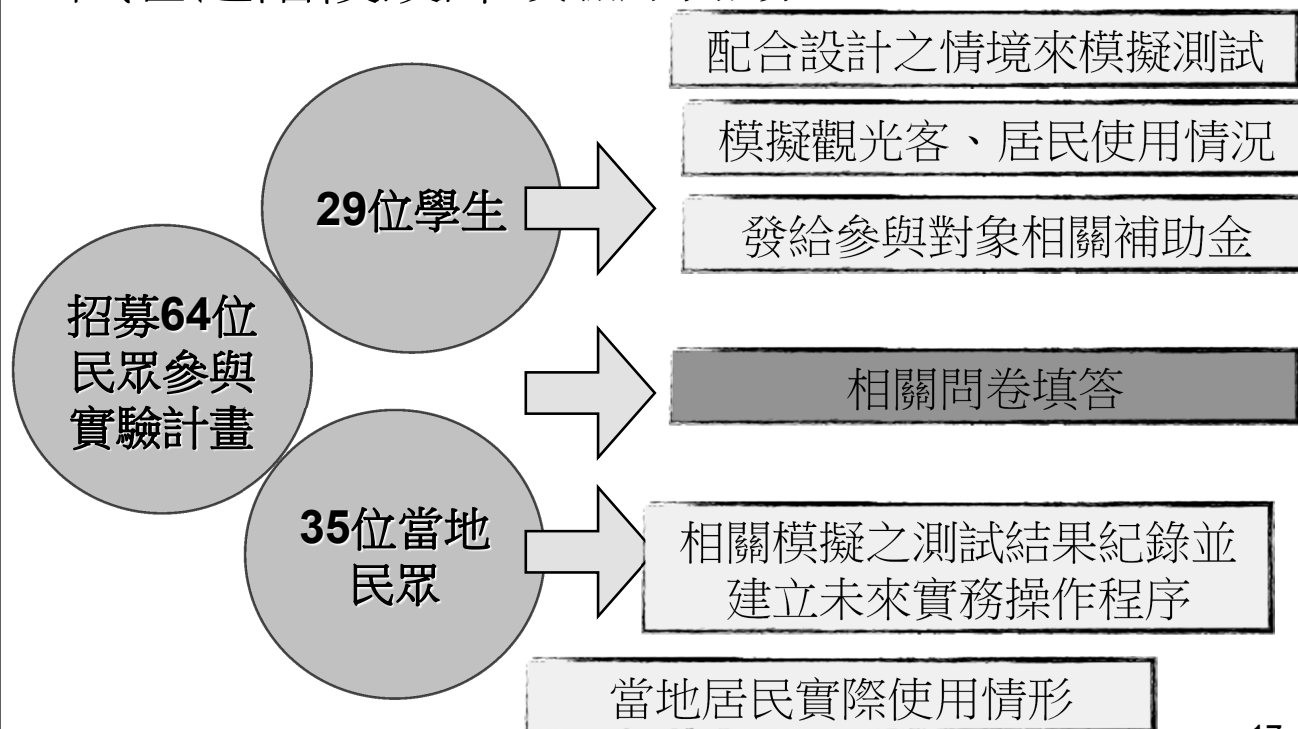 配合設計之情境來模擬測試
模擬觀光客、居民使用情況
29位學生
發給參與對象相關補助金
招募64位
民眾參與
實驗計畫
相關問卷填答
35位當地
民眾
相關模擬之測試結果紀錄並
建立未來實務操作程序
當地居民實際使用情形